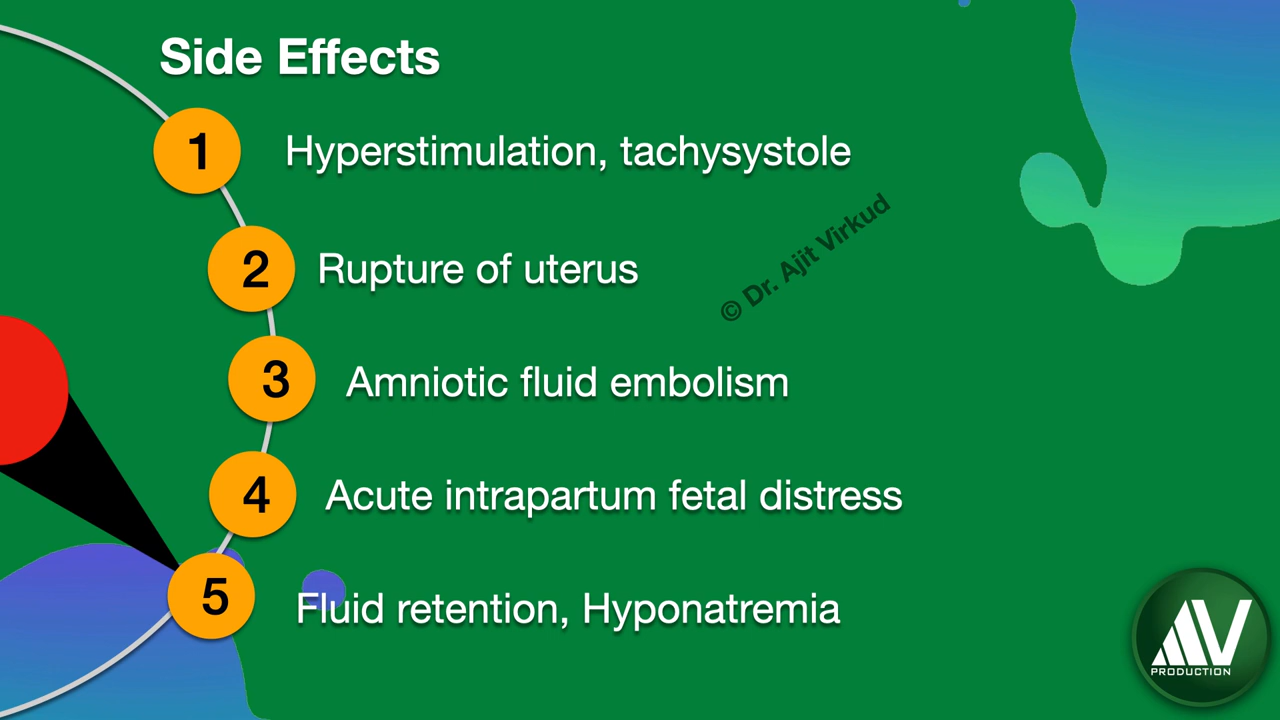 Side Effects
1 Hyperstimulation, tachysystole
2 Rupture of uterus
© Dr. Ajit Virkud
3 Amniotic fluid embolism
4 Acute intrapartum fetal distress
5 Fluid retention, Hyponatremia
AV
PRODUCTION